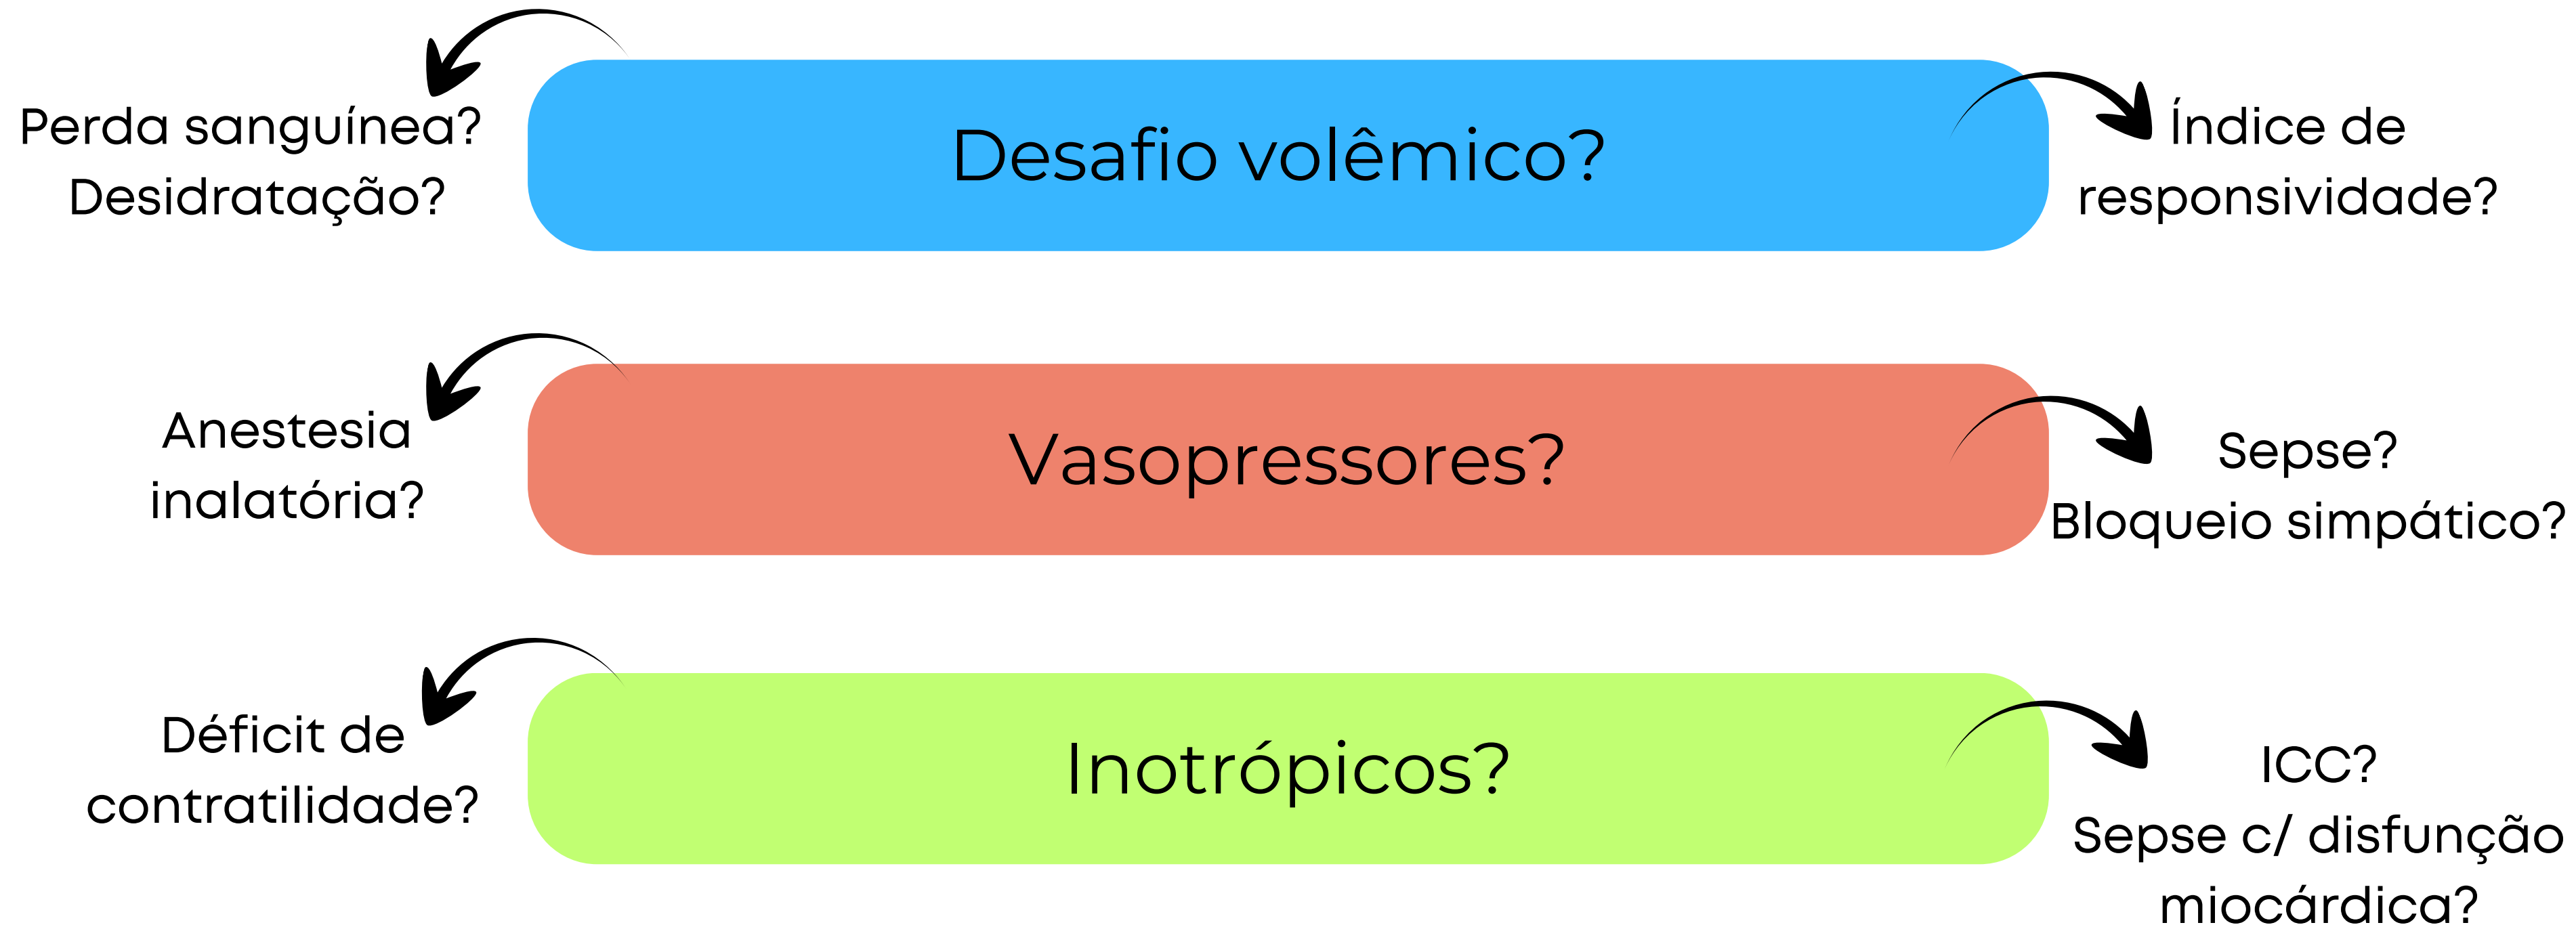 Perda sanguínea?
Desidratação?
Desafio volêmico?
Índice de
responsividade?
Anestesia
inalatória?
Vasopressores?
Sepse?
Bloqueio simpático?
Déficit de
contratilidade?
Inotrópicos?
ICC?
Sepse c/ disfunção
miocárdica?